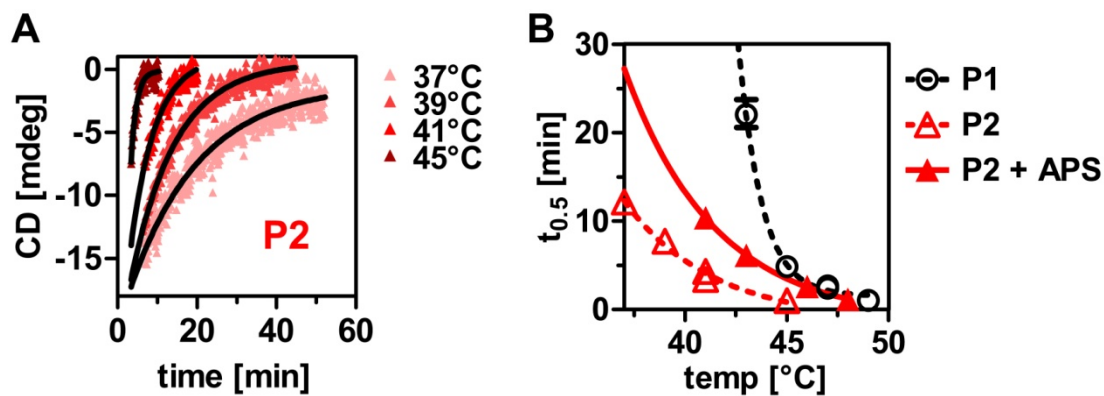 A
CD [mdeg]
0
-5
-10
-15
0 20 40 60
time [min]
P2
37°C
39°C
41°C
45°C
B
t0.5 [min]
30
20
10
0
40 45 50
temp [°C]
P1
P2
P2 + APS